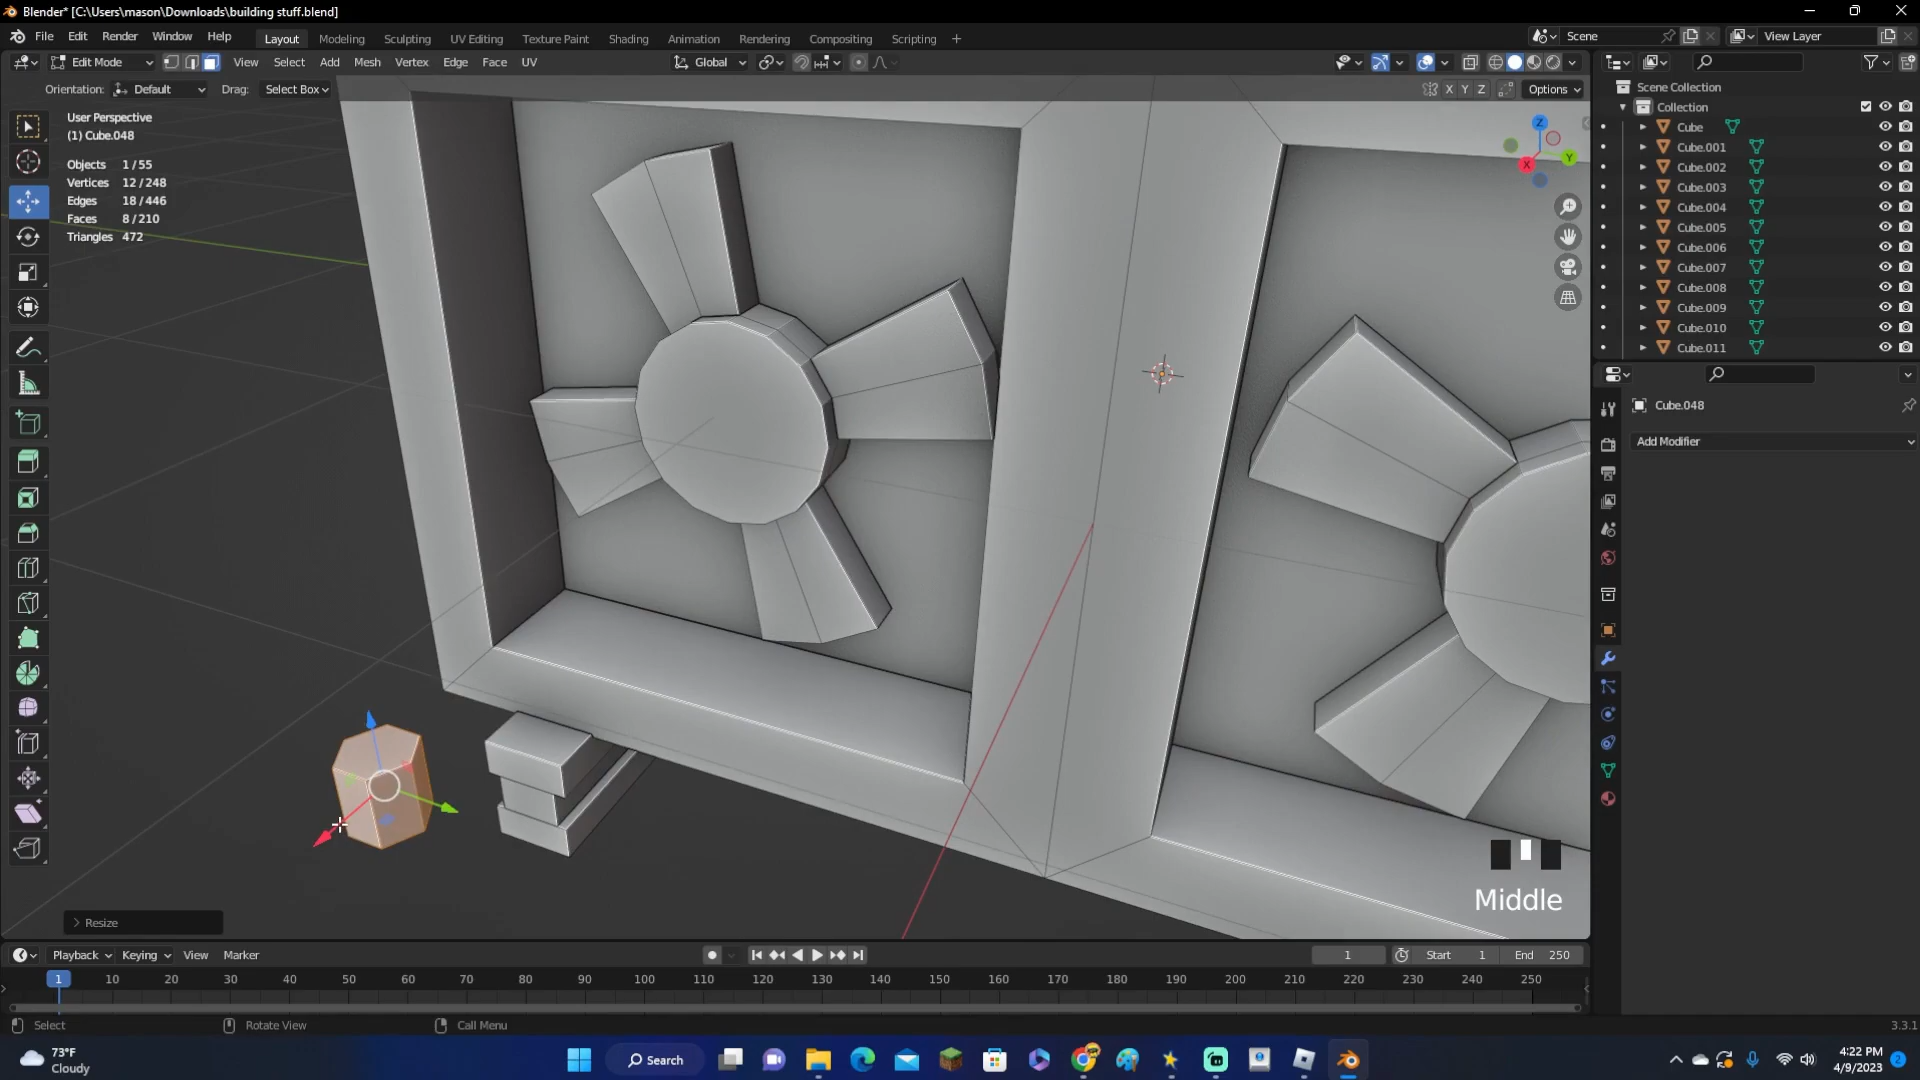 Blender* [C:\Users\mason\Downloads\building stuff.blend]
File Edit Render Window Help Layout Modeling Sculpting UV Editing Texture Paint Shading Animation Rendering Compositing Scripting + Scene View Layer
Edit Mode View Select Add Mesh Vertex Edge Face UV Global
Orientation: Default Drag: Select Box X Y Z Options
User Perspective
(1) Cube.048
Objects 1/55
Vertices 12/248
Edges 18/446
Faces 8/210
Triangles 472
Z
Y
X
Scene Collection
Collection
Cube
Cube.001
Cube.002
Cube.003
Cube.004
Cube.005
Cube.006
Cube.007
Cube.008
Cube.009
Cube.010
Cube.011
Cube.048
Add Modifier
Middle
Resize
Playback Keying View Marker 1 Start 1 End 250
1 10 20 30 40 50 60 70 80 90 100 110 120 130 140 150 160 170 180 190 200 210 220 230 240 250
Select Rotate View Call Menu 3.3.1
73°F
Cloudy
Search
4:22 PM
4/9/2023
2